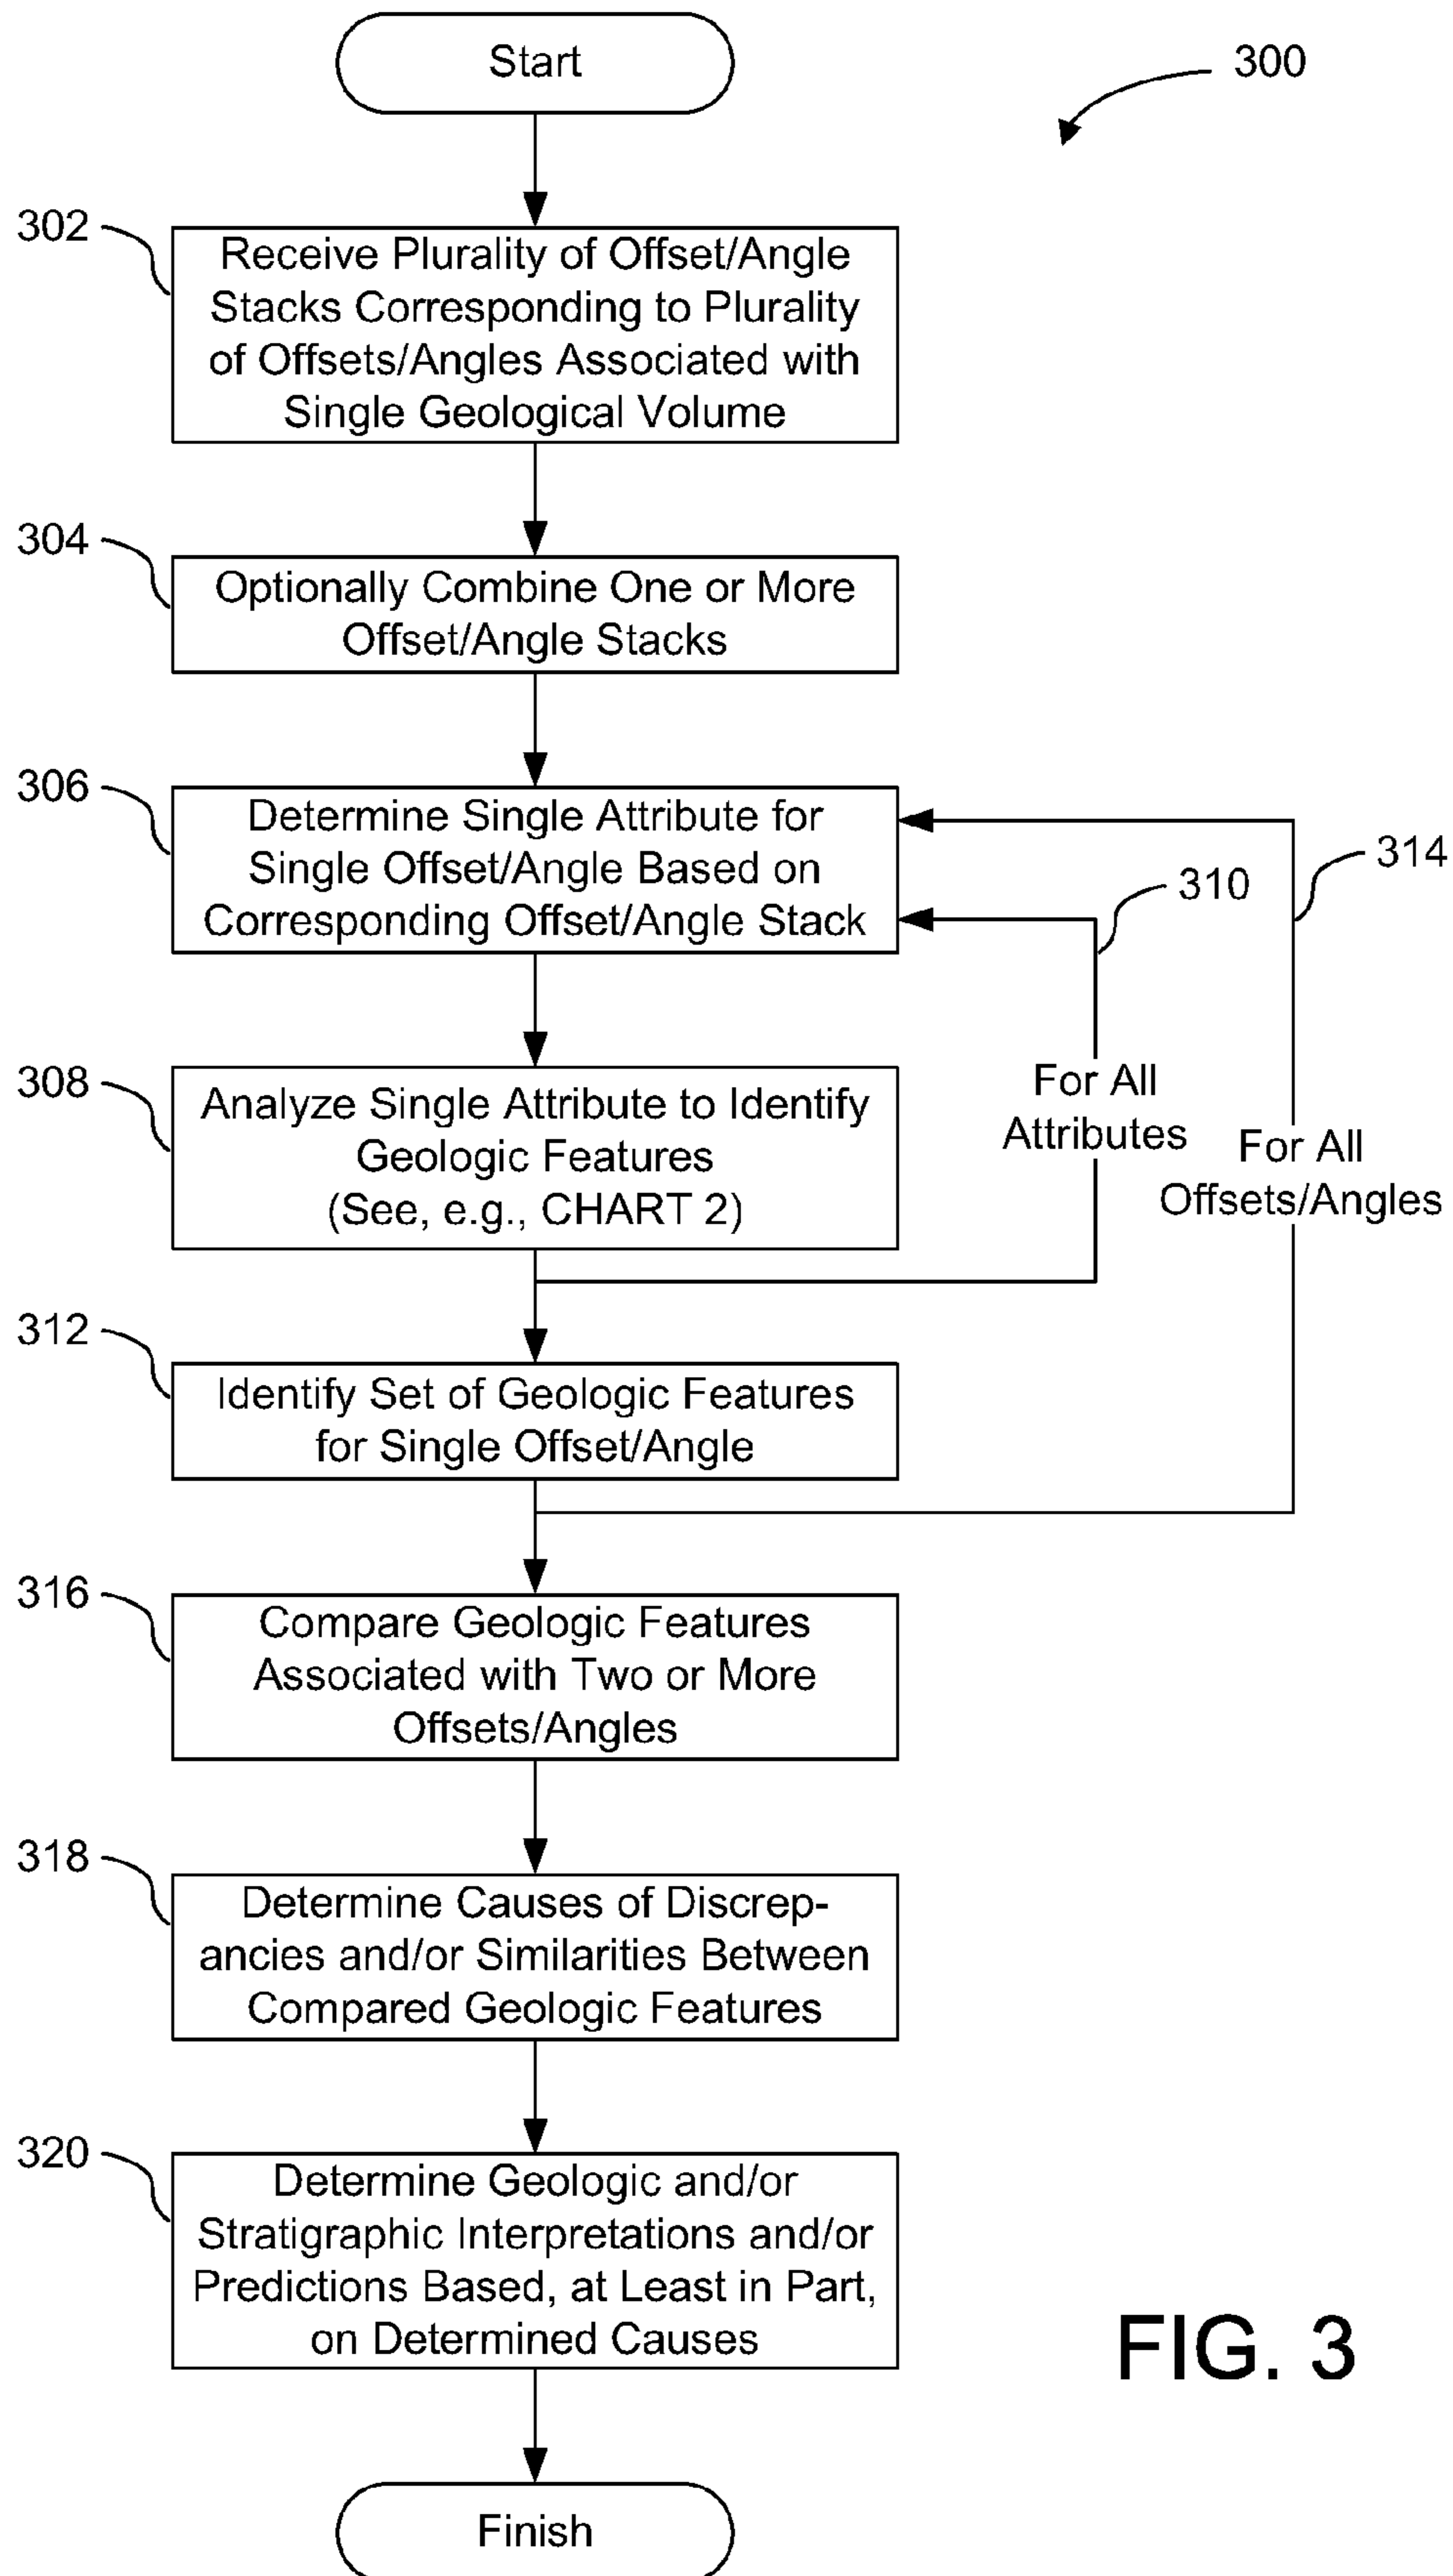 Start
300
302
Receive Plurality of Offset/Angle
Stacks Corresponding to Plurality
of Offsets/Angles Associated with
Single Geological Volume
304
Optionally Combine One or More
Offset/Angle Stacks
306
Determine Single Attribute for
Single Offset/Angle Based on
Corresponding Offset/Angle Stack
314
310
308
Analyze Single Attribute to Identify
Geologic Features
(See, e.g., CHART 2)
For All
Attributes
For All
Offsets/Angles
312
Identify Set of Geologic Features
for Single Offset/Angle
316
Compare Geologic Features
Associated with Two or More
Offsets/Angles
318
Determine Causes of Discrep-
ancies and/or Similarities Between
Compared Geologic Features
320
Determine Geologic and/or
Stratigraphic Interpretations and/or
Predictions Based, at Least in Part,
on Determined Causes
FIG. 3
Finish